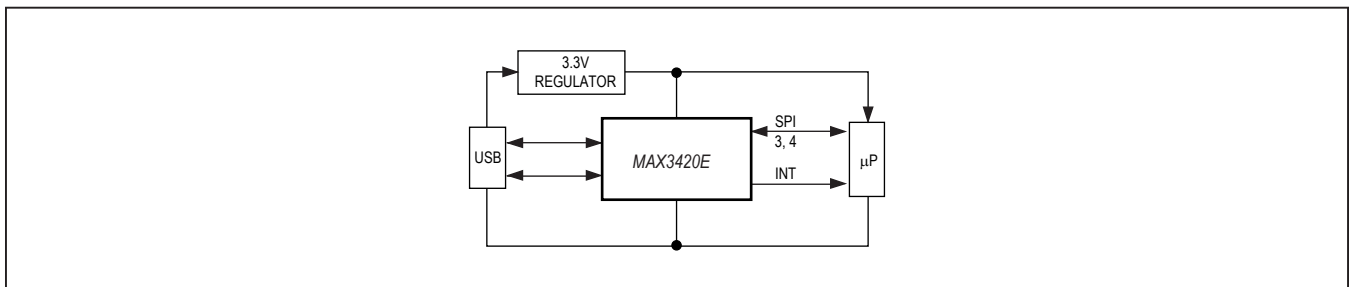 3.3V
REGULATOR
USB
MAX3420E
SPI
3, 4
INT
μP